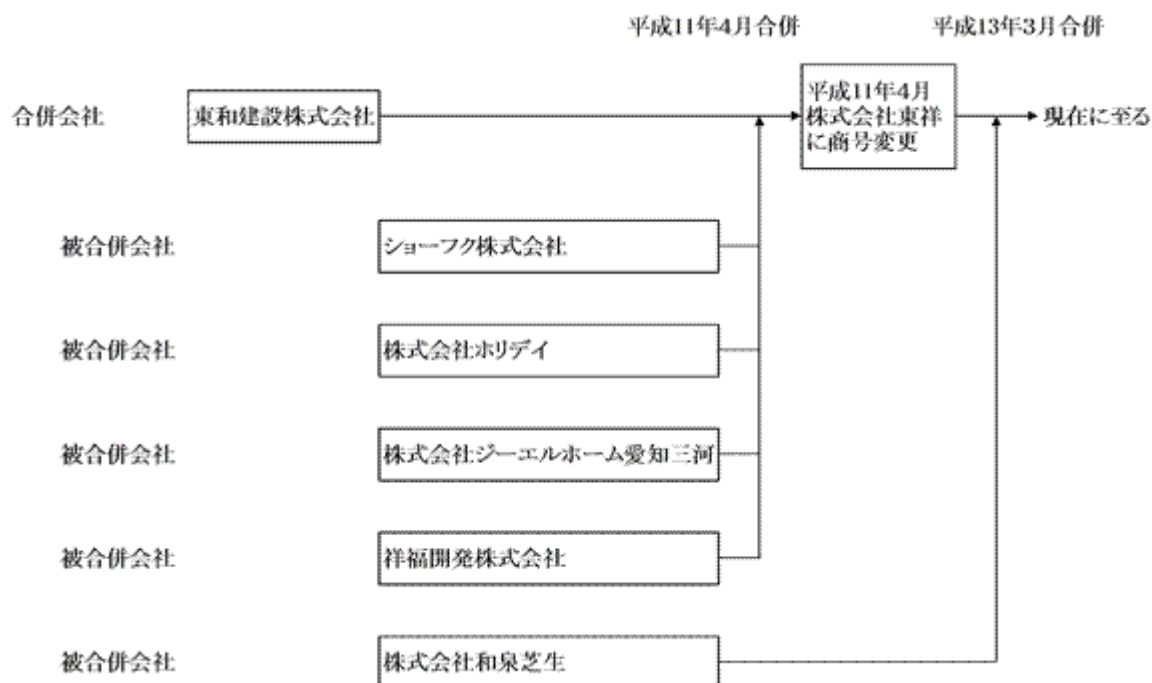 平成11年4月合併
平成13年3月合併
合併会社
東和建設株式会社
平成11年4月
株式会社東祥
に商号変更
現在に至る
被合併会社
ショーフク株式会社
被合併会社
株式会社ホリデイ
被合併会社
株式会社ジーエルホーム愛知三河
被合併会社
祥福開発株式会社
被合併会社
株式会社和泉芝生